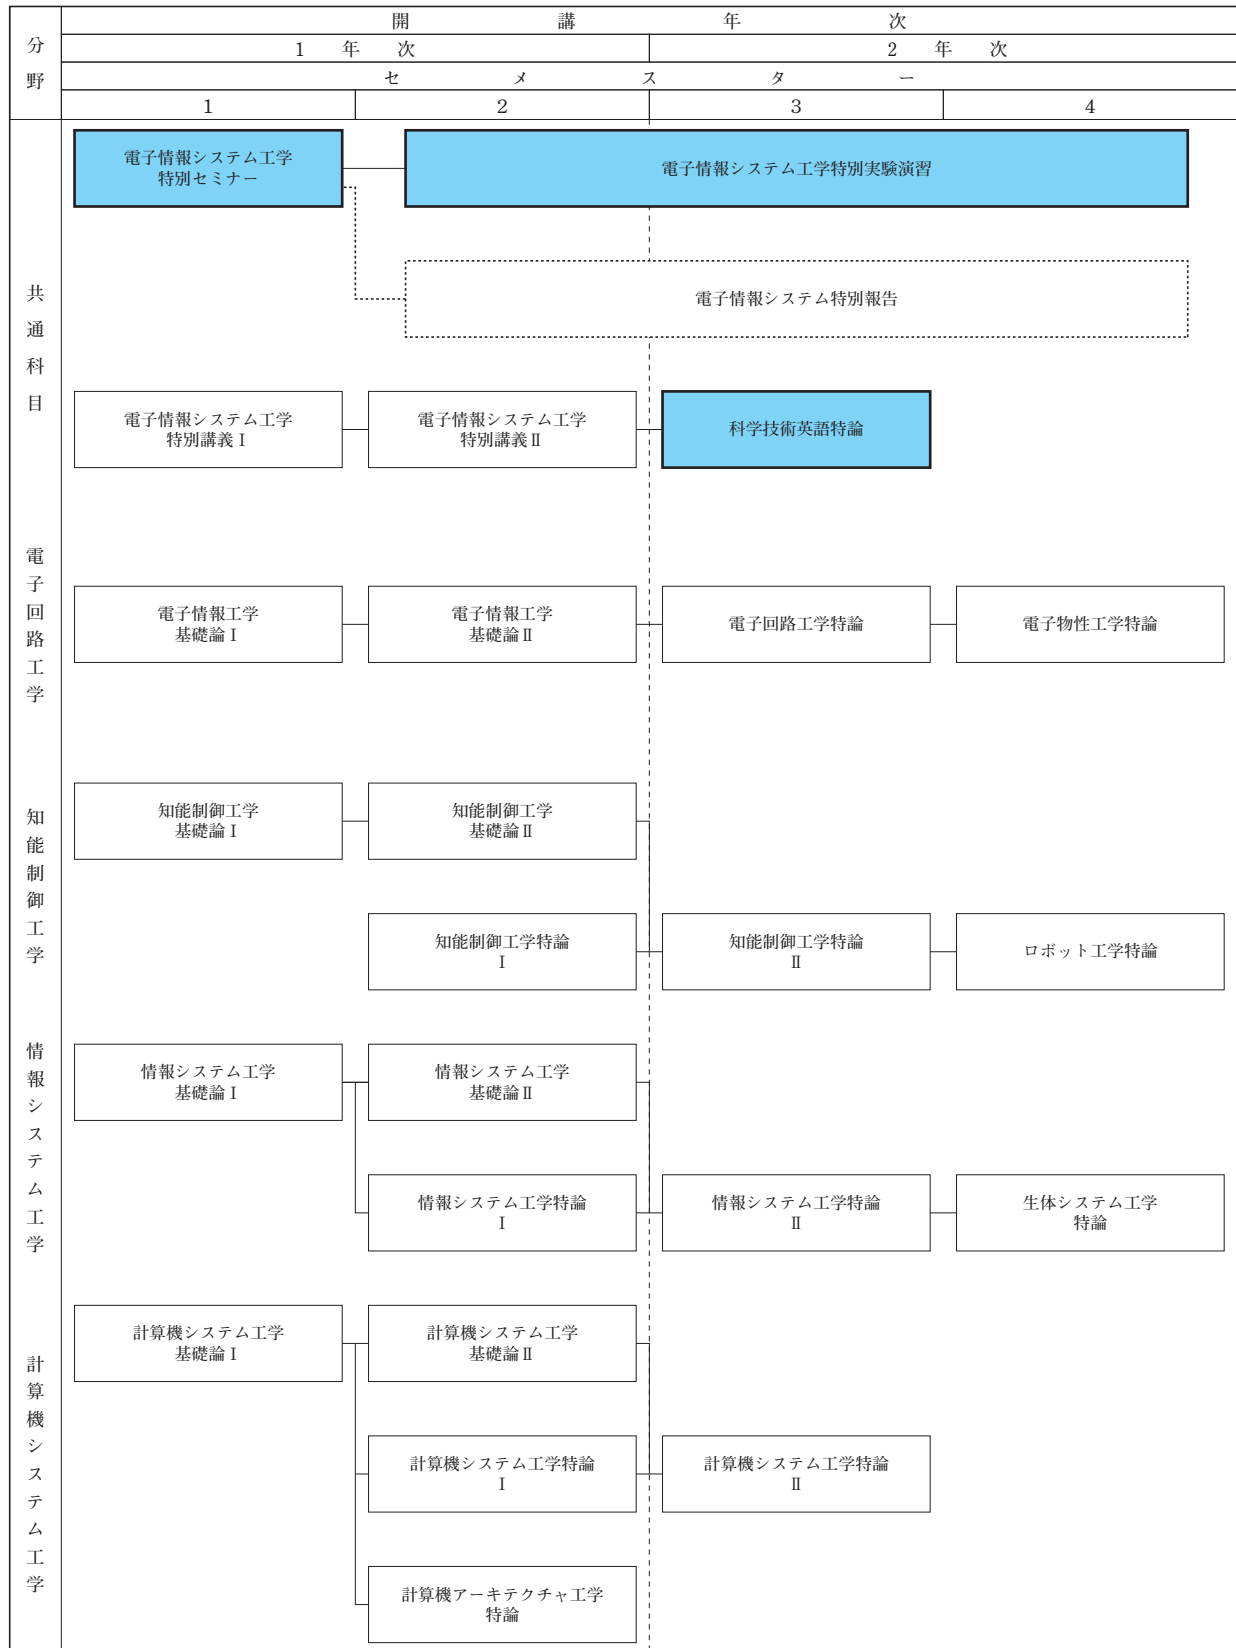 分野
開講年次
1年次
2年次
セメスター
1
2
3
4
共通科目
電子情報システム工学
特別セミナー
電子情報システム工学特別実験演習
電子情報システム特別報告
電子情報システム工学
特別講義Ⅰ
電子情報システム工学
特別講義Ⅱ
科学技術英語特論
電子回路工学
電子情報工学
基礎論Ⅰ
電子情報工学
基礎論Ⅱ
電子回路工学特論
電子物性工学特論
知能制御工学
知能制御工学
基礎論Ⅰ
知能制御工学
基礎論Ⅱ
知能制御工学特論
Ⅰ
知能制御工学特論
Ⅱ
ロボット工学特論
情報システム工学
情報システム工学
基礎論Ⅰ
情報システム工学
基礎論Ⅱ
情報システム工学特論
Ⅰ
情報システム工学特論
Ⅱ
生体システム工学
特論
計算機システム工学
計算機システム工学
基礎論Ⅰ
計算機システム工学
基礎論Ⅱ
計算機システム工学特論
Ⅰ
計算機システム工学特論
Ⅱ
計算機アーキテクチャ工学
特論